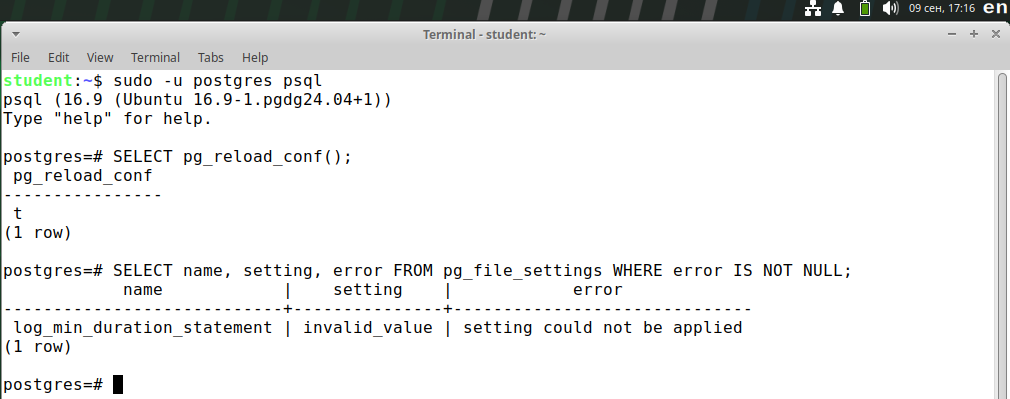 09 сен, 17:16 en
Terminal - student: ~
File Edit View Terminal Tabs Help
student:~$ sudo -u postgres psql
psql (16.9 (Ubuntu 16.9-1.pgdg24.04+1))
Type "help" for help.
postgres=# SELECT pg_reload_conf();
 pg_reload_conf
----------------
 t
(1 row)
postgres=# SELECT name, setting, error FROM pg_file_settings WHERE error IS NOT NULL;
            name            |    setting    |            error
----------------------------+---------------+------------------------------
 log_min_duration_statement | invalid_value | setting could not be applied
(1 row)
postgres=#